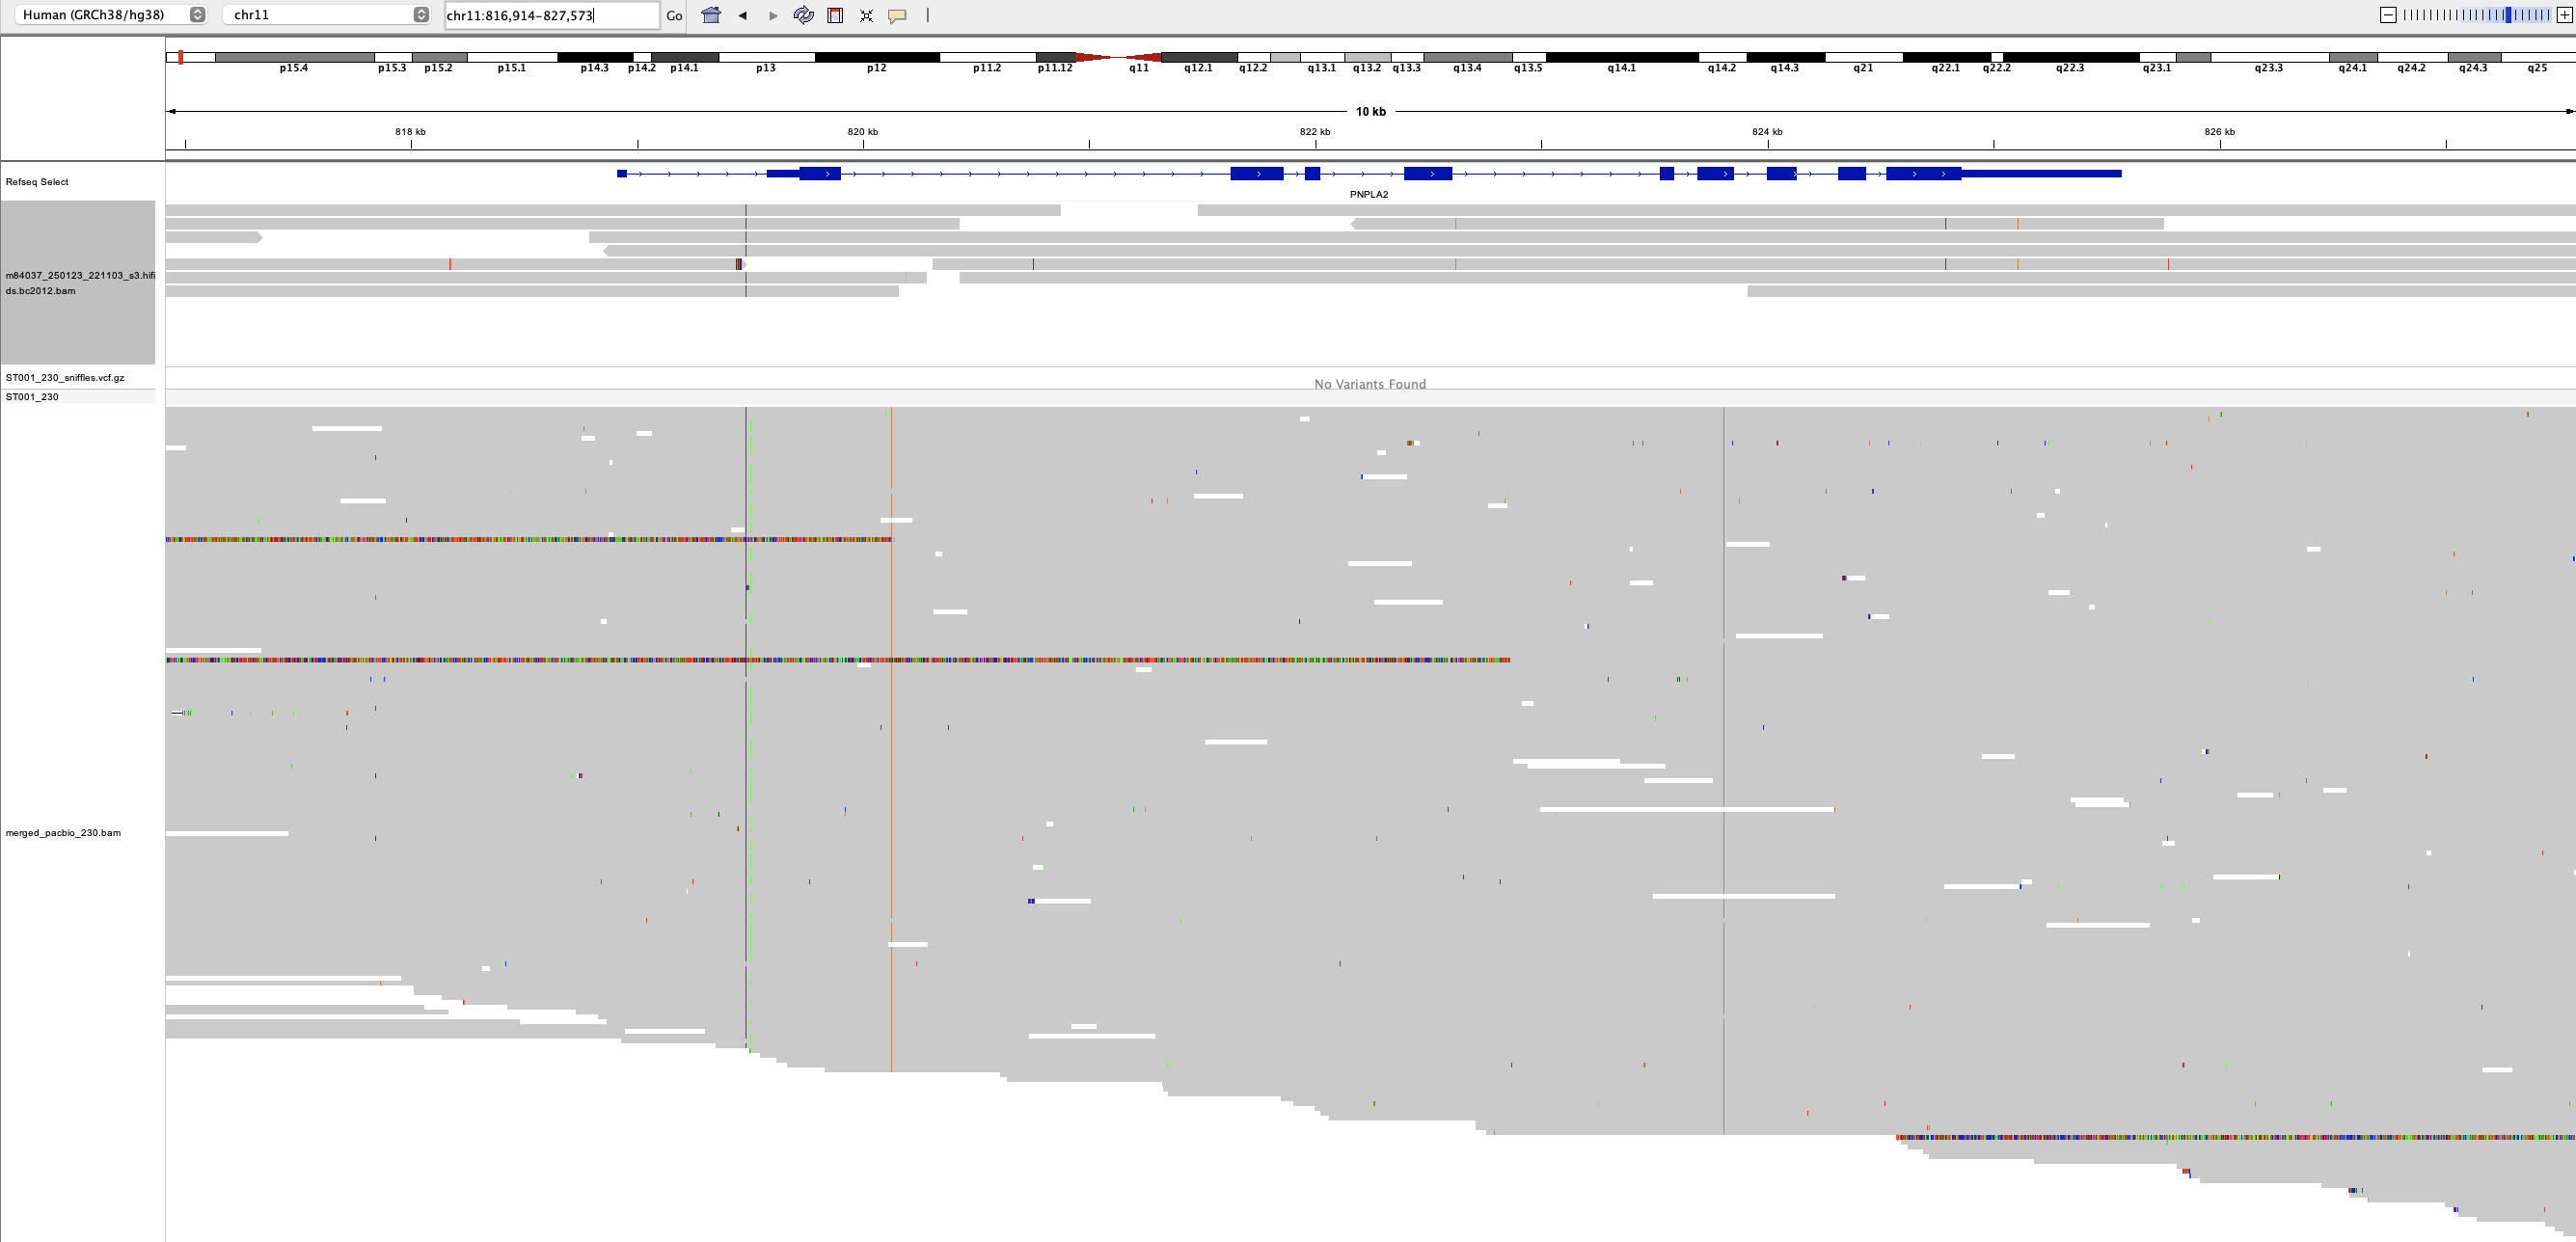 Human (GRCh38/hg38) chr11 chr11:816,914-827,573 Go
p15.4 p15.3 p15.2 p15.1 p14.3 p14.2 p14.1 p13 p12 p11.2 p11.12 q11 q12.1 q12.2 q13.1 q13.2 q13.3 q13.4 q13.5 q14.1 q14.2 q14.3 q21 q22.1 q22.2 q22.3 q23.1 q23.3 q24.1 q24.2 q24.3 q25
10 kb
818 kb 820 kb 822 kb 824 kb 826 kb
Refseq Select
PNPLA2
m84037_250123_221103_s3.hifi
ds.bc2012.bam
ST001_230_sniffles.vcf.gz
No Variants Found
ST001_230
merged_pacbio_230.bam